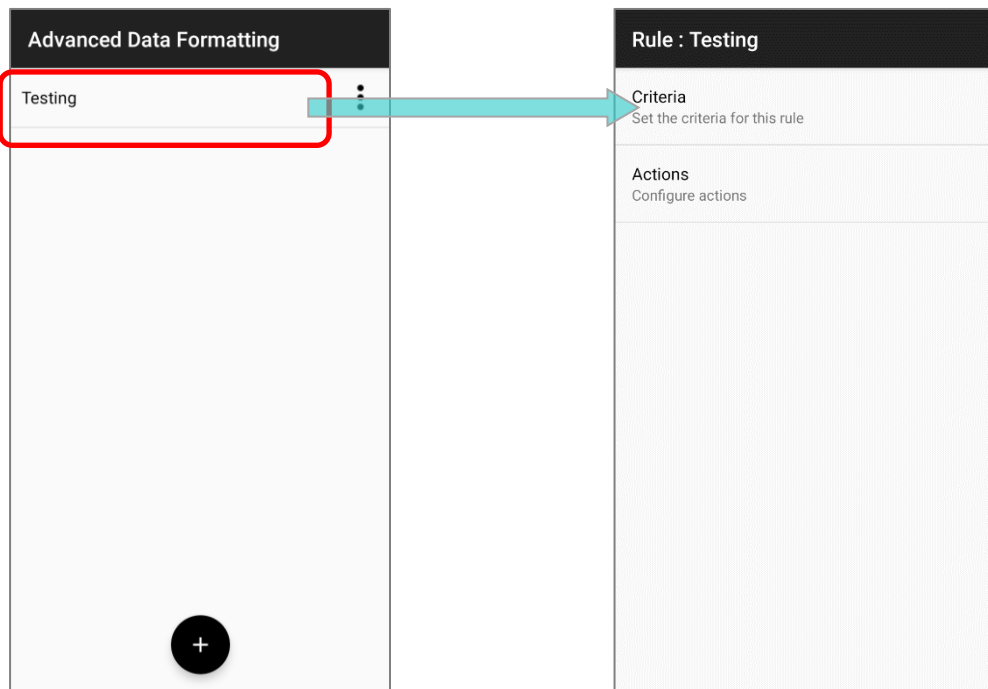 Advanced Data Formatting
Testing
+
Rule : Testing
Criteria
Set the criteria for this rule
Actions
Configure actions